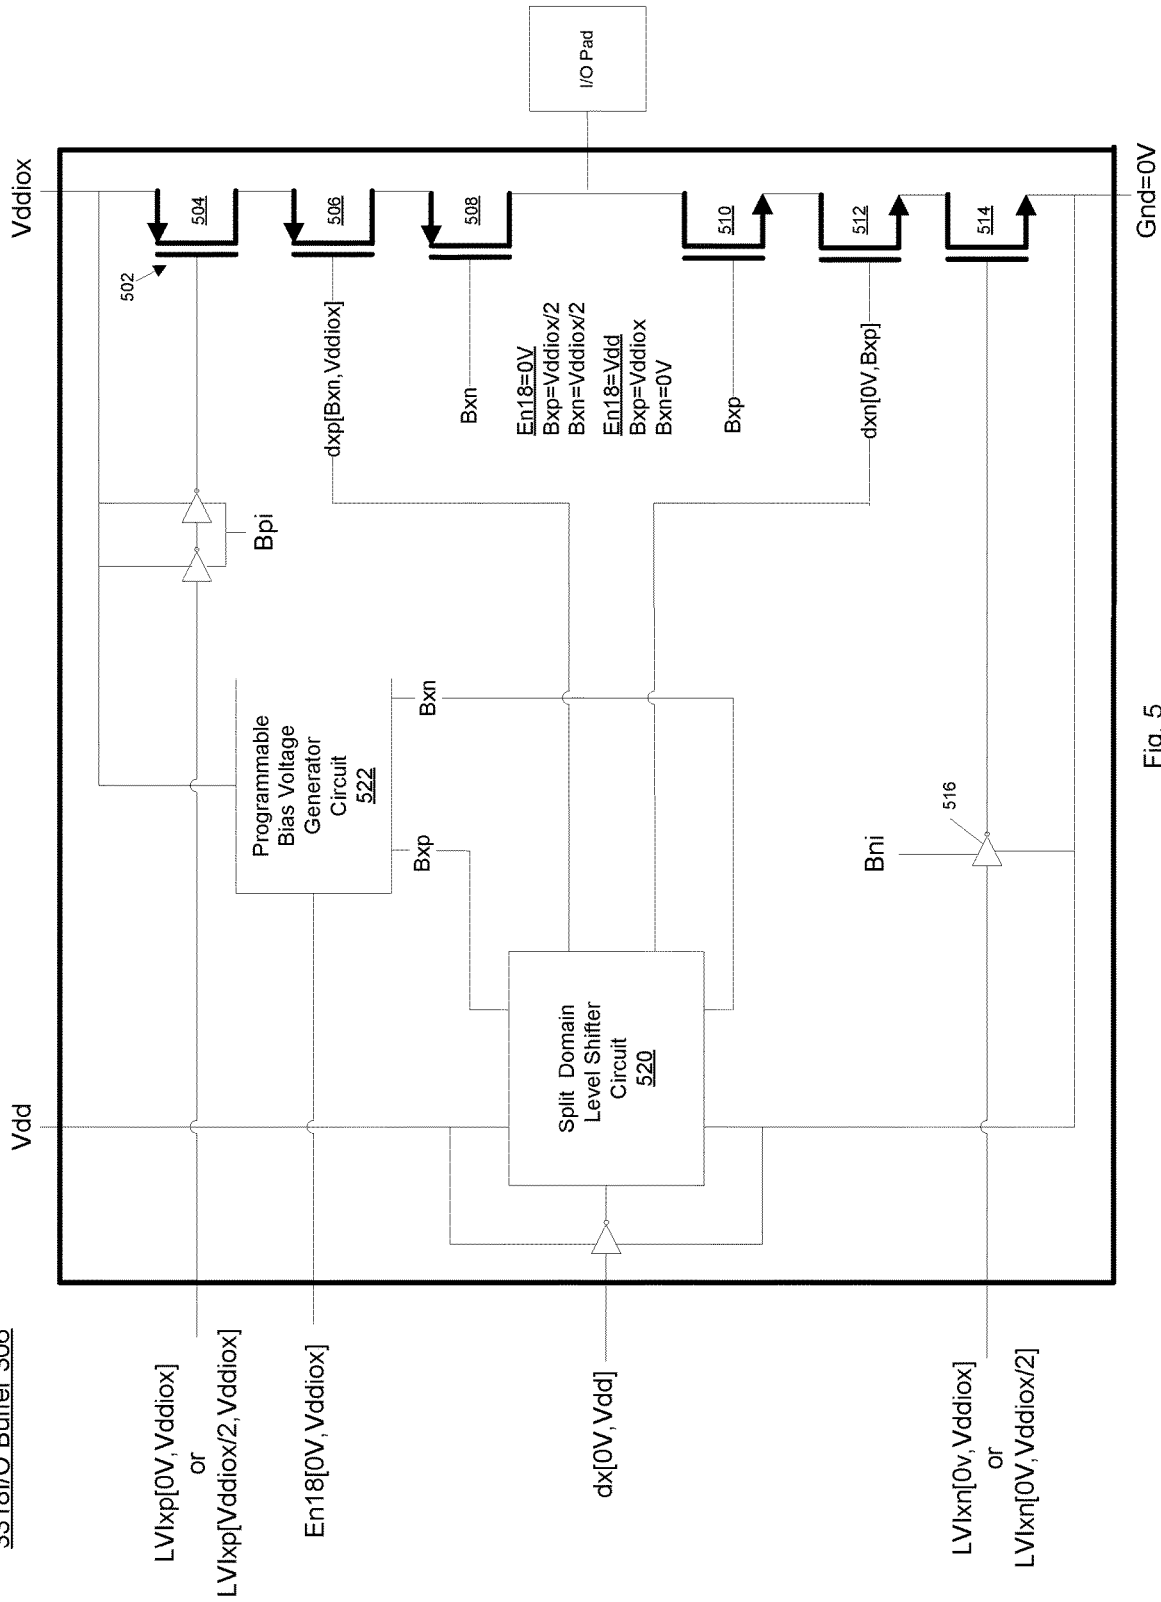 I/O Buffer
LVIxp[0V,Vddiox]
or
LVIxp[Vddiox/2,Vddiox]
En18[0V,Vddiox]
dx[0V,Vdd]
LVIxn[0v,Vddiox]
or
LVIxn[0V,Vddiox/2]
Vdd
Vddiox
Gnd=0V
I/O Pad
Split Domain
Level Shifter
Circuit
520
Programmable
Bias Voltage
Generator
Circuit
522
Bxp
Bxn
Bpi
Bni
516
502
504
506
508
510
512
514
dxp[Bxn,Vddiox]
Bxn
En18=0V
Bxp=Vddiox/2
Bxn=Vddiox/2
En18=Vdd
Bxp=Vddiox
Bxn=0V
Bxp
dxn[0V,Bxp]
Fig. 5